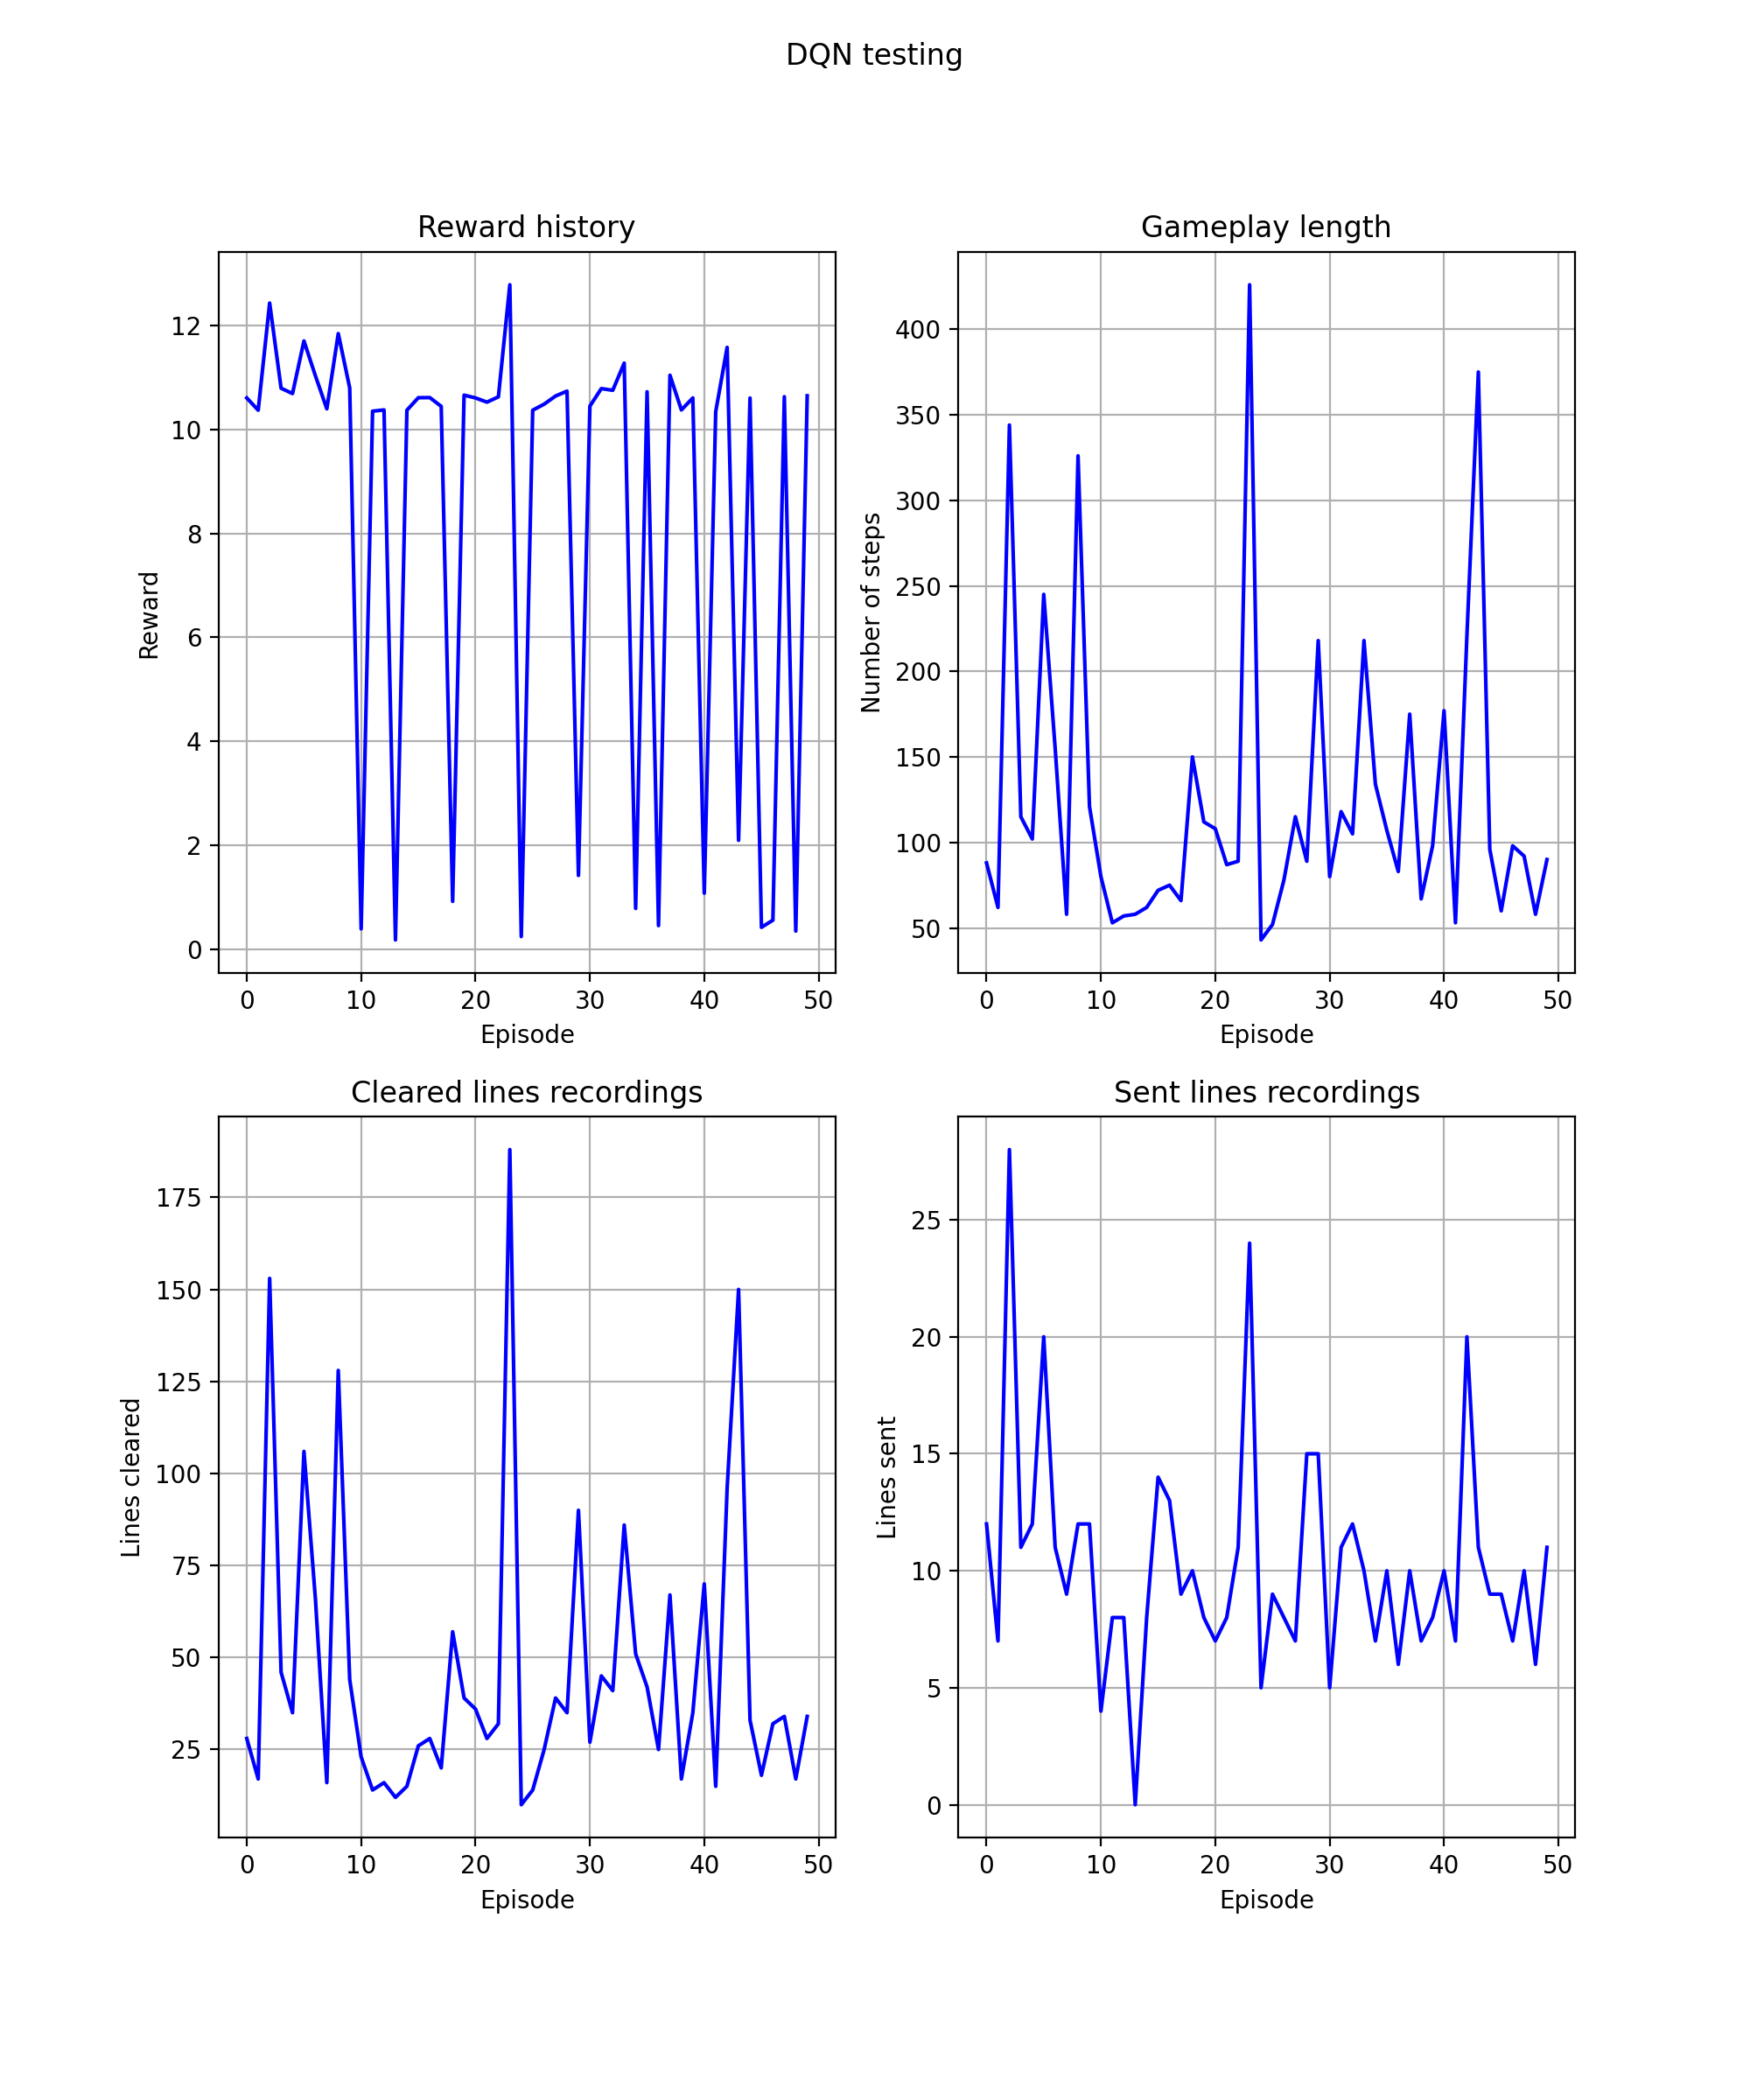 DQN testing
Reward history
Reward
12
10
8
6
4
2
0
0 10 20 30 40 50
Episode
Gameplay length
Number of steps
400
350
300
250
200
150
100
50
0 10 20 30 40 50
Episode
Cleared lines recordings
Lines cleared
175
150
125
100
75
50
25
0 10 20 30 40 50
Episode
Sent lines recordings
Lines sent
25
20
15
10
5
0
0 10 20 30 40 50
Episode